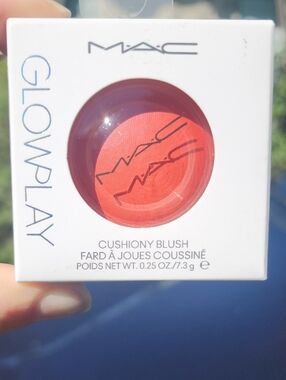 M·A·C
GLOWPLAY
M·A·C
M·A·C
CUSHIONY BLUSH
FARD À JOUES COUSSINÉ
POIDS NET WT. 0.25 OZ./7.3 g ℮